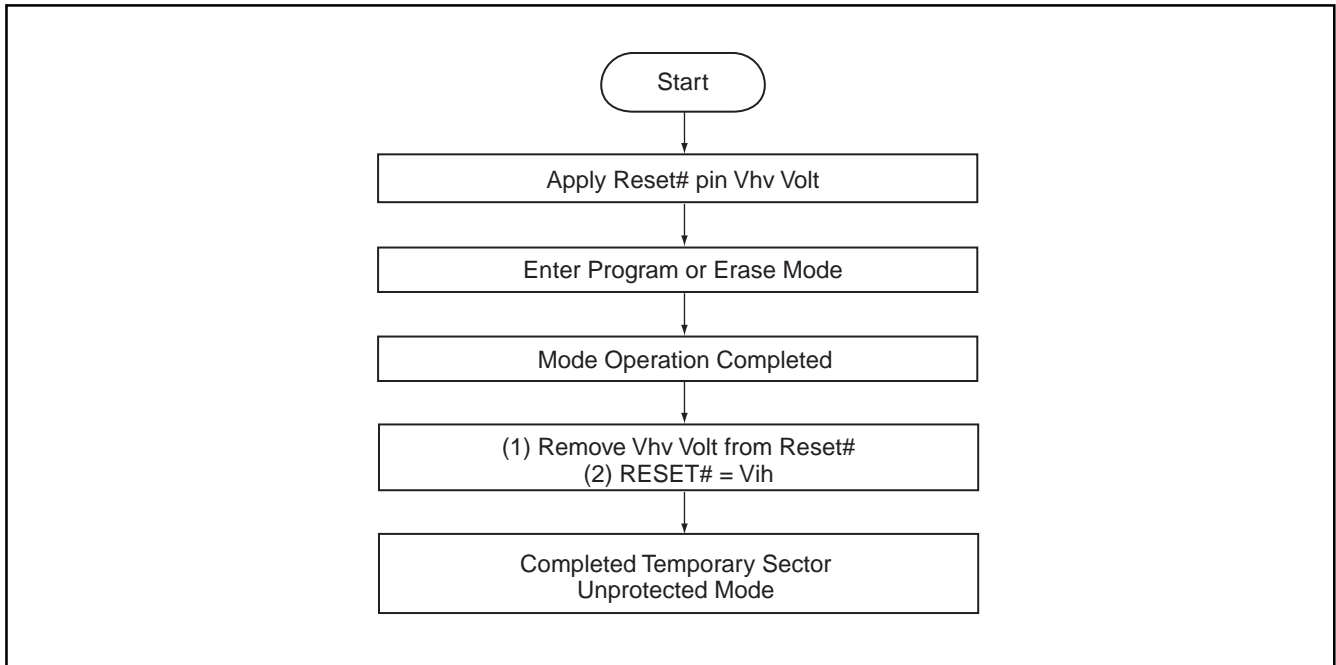 Start
Apply Reset# pin Vhv Volt
Enter Program or Erase Mode
Mode Operation Completed
(1) Remove Vhv Volt from Reset#
(2) RESET# = Vih
Completed Temporary Sector
Unprotected Mode